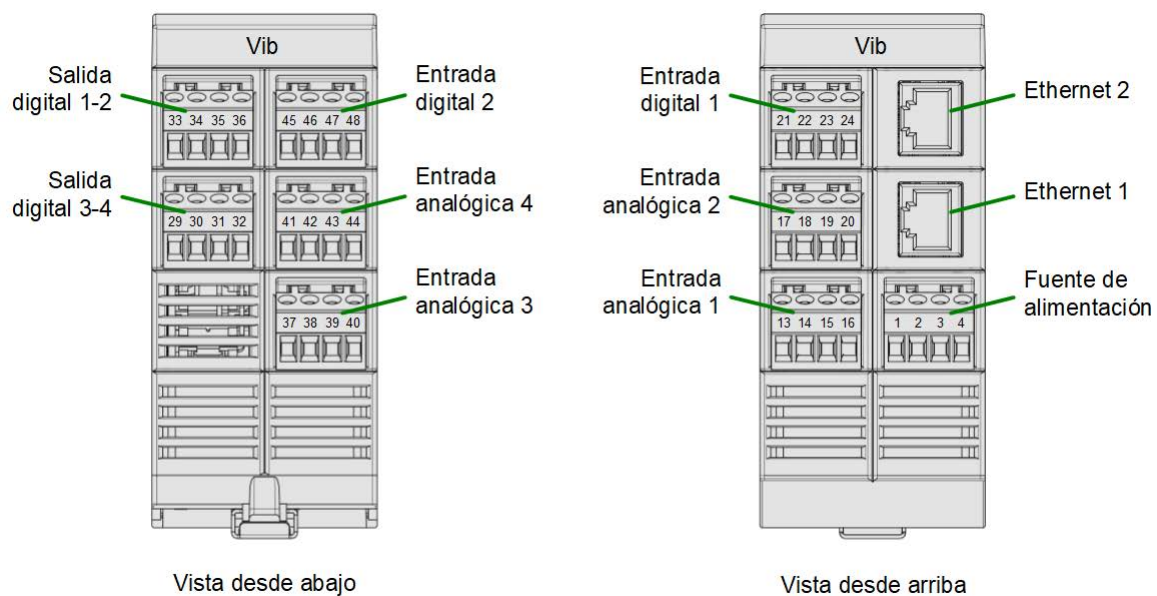 Vib
Salida
digital 1-2
33 34 35 36
45 46 47 48
Entrada
digital 2
Salida
digital 3-4
29 30 31 32
41 42 43 44
Entrada
analógica 4
37 38 39 40
Entrada
analógica 3
Vista desde abajo
Vib
Entrada
digital 1
21 22 23 24
Ethernet 2
Entrada
analógica 2
17 18 19 20
Ethernet 1
Entrada
analógica 1
13 14 15 16
1 2 3 4
Fuente de
alimentación
Vista desde arriba